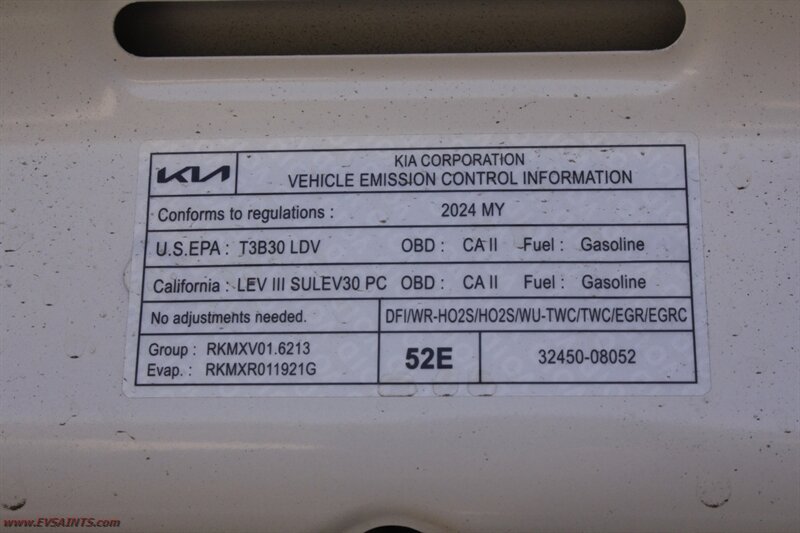 KIA
KIA CORPORATION
VEHICLE EMISSION CONTROL INFORMATION
Conforms to regulations : 2024 MY
U.S.EPA : T3B30 LDV OBD : CA II Fuel : Gasoline
California : LEV III SULEV30 PC OBD : CA II Fuel : Gasoline
No adjustments needed. DFI/WR-HO2S/HO2S/WU-TWC/TWC/EGR/EGRC
Group : RKMXV01.6213
Evap. : RKMXR011921G
52E
32450-08052
www.EVSAINTS.com